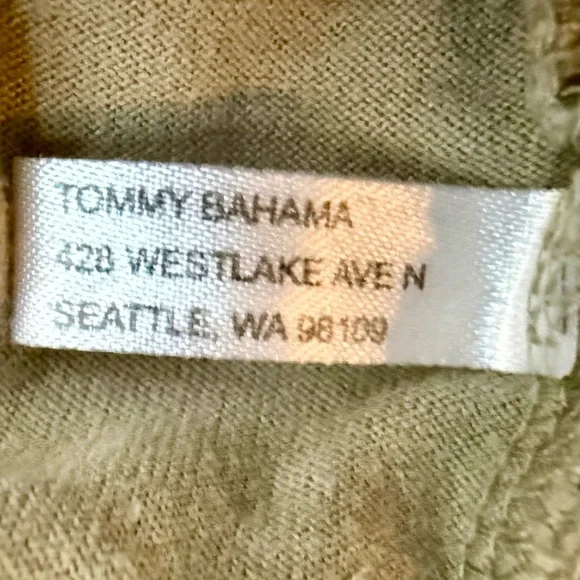 TOMMY BAHAMA
428 WESTLAKE AVE N
SEATTLE, WA 98109